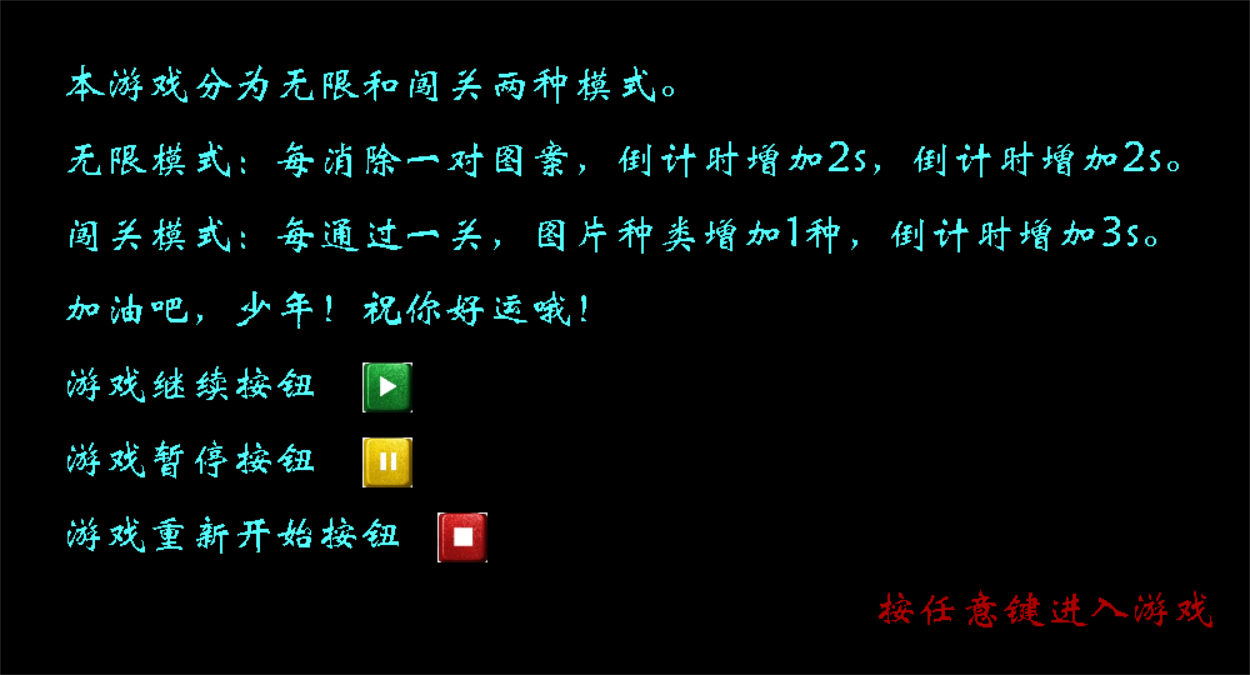 本游戏分为无限和闯关两种模式。
无限模式：每消除一对图案，倒计时增加2s，倒计时增加2s。
闯关模式：每通过一关，图片种类增加1种，倒计时增加3s。
加油吧，少年！祝你好运哦！
游戏继续按钮
游戏暂停按钮
游戏重新开始按钮
按任意键进入游戏